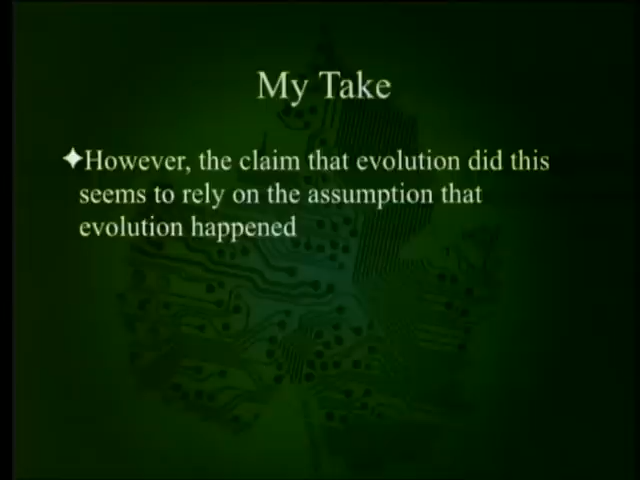 My Take
However, the claim that evolution did this
seems to rely on the assumption that
evolution happened